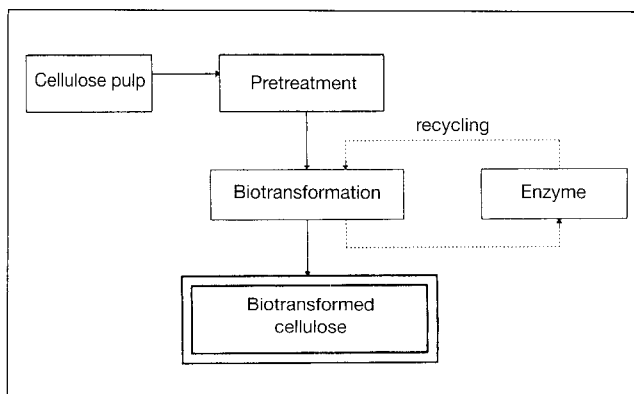 Cellulose pulp
Pretreatment
recycling
Biotransformation
Enzyme
Biotransformed
cellulose